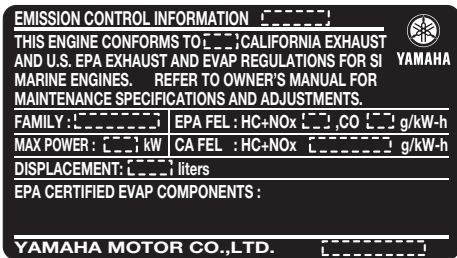 EMISSION CONTROL INFORMATION
THIS ENGINE CONFORMS TO CALIFORNIA EXHAUST
AND U.S. EPA EXHAUST AND EVAP REGULATIONS FOR SI
MARINE ENGINES. REFER TO OWNER'S MANUAL FOR
MAINTENANCE SPECIFICATIONS AND ADJUSTMENTS.
YAMAHA
FAMILY : EPA FEL : HC+NOx ,CO g/kW-h
MAX POWER : kW CA FEL : HC+NOx g/kW-h
DISPLACEMENT: liters
EPA CERTIFIED EVAP COMPONENTS :
YAMAHA MOTOR CO.,LTD.